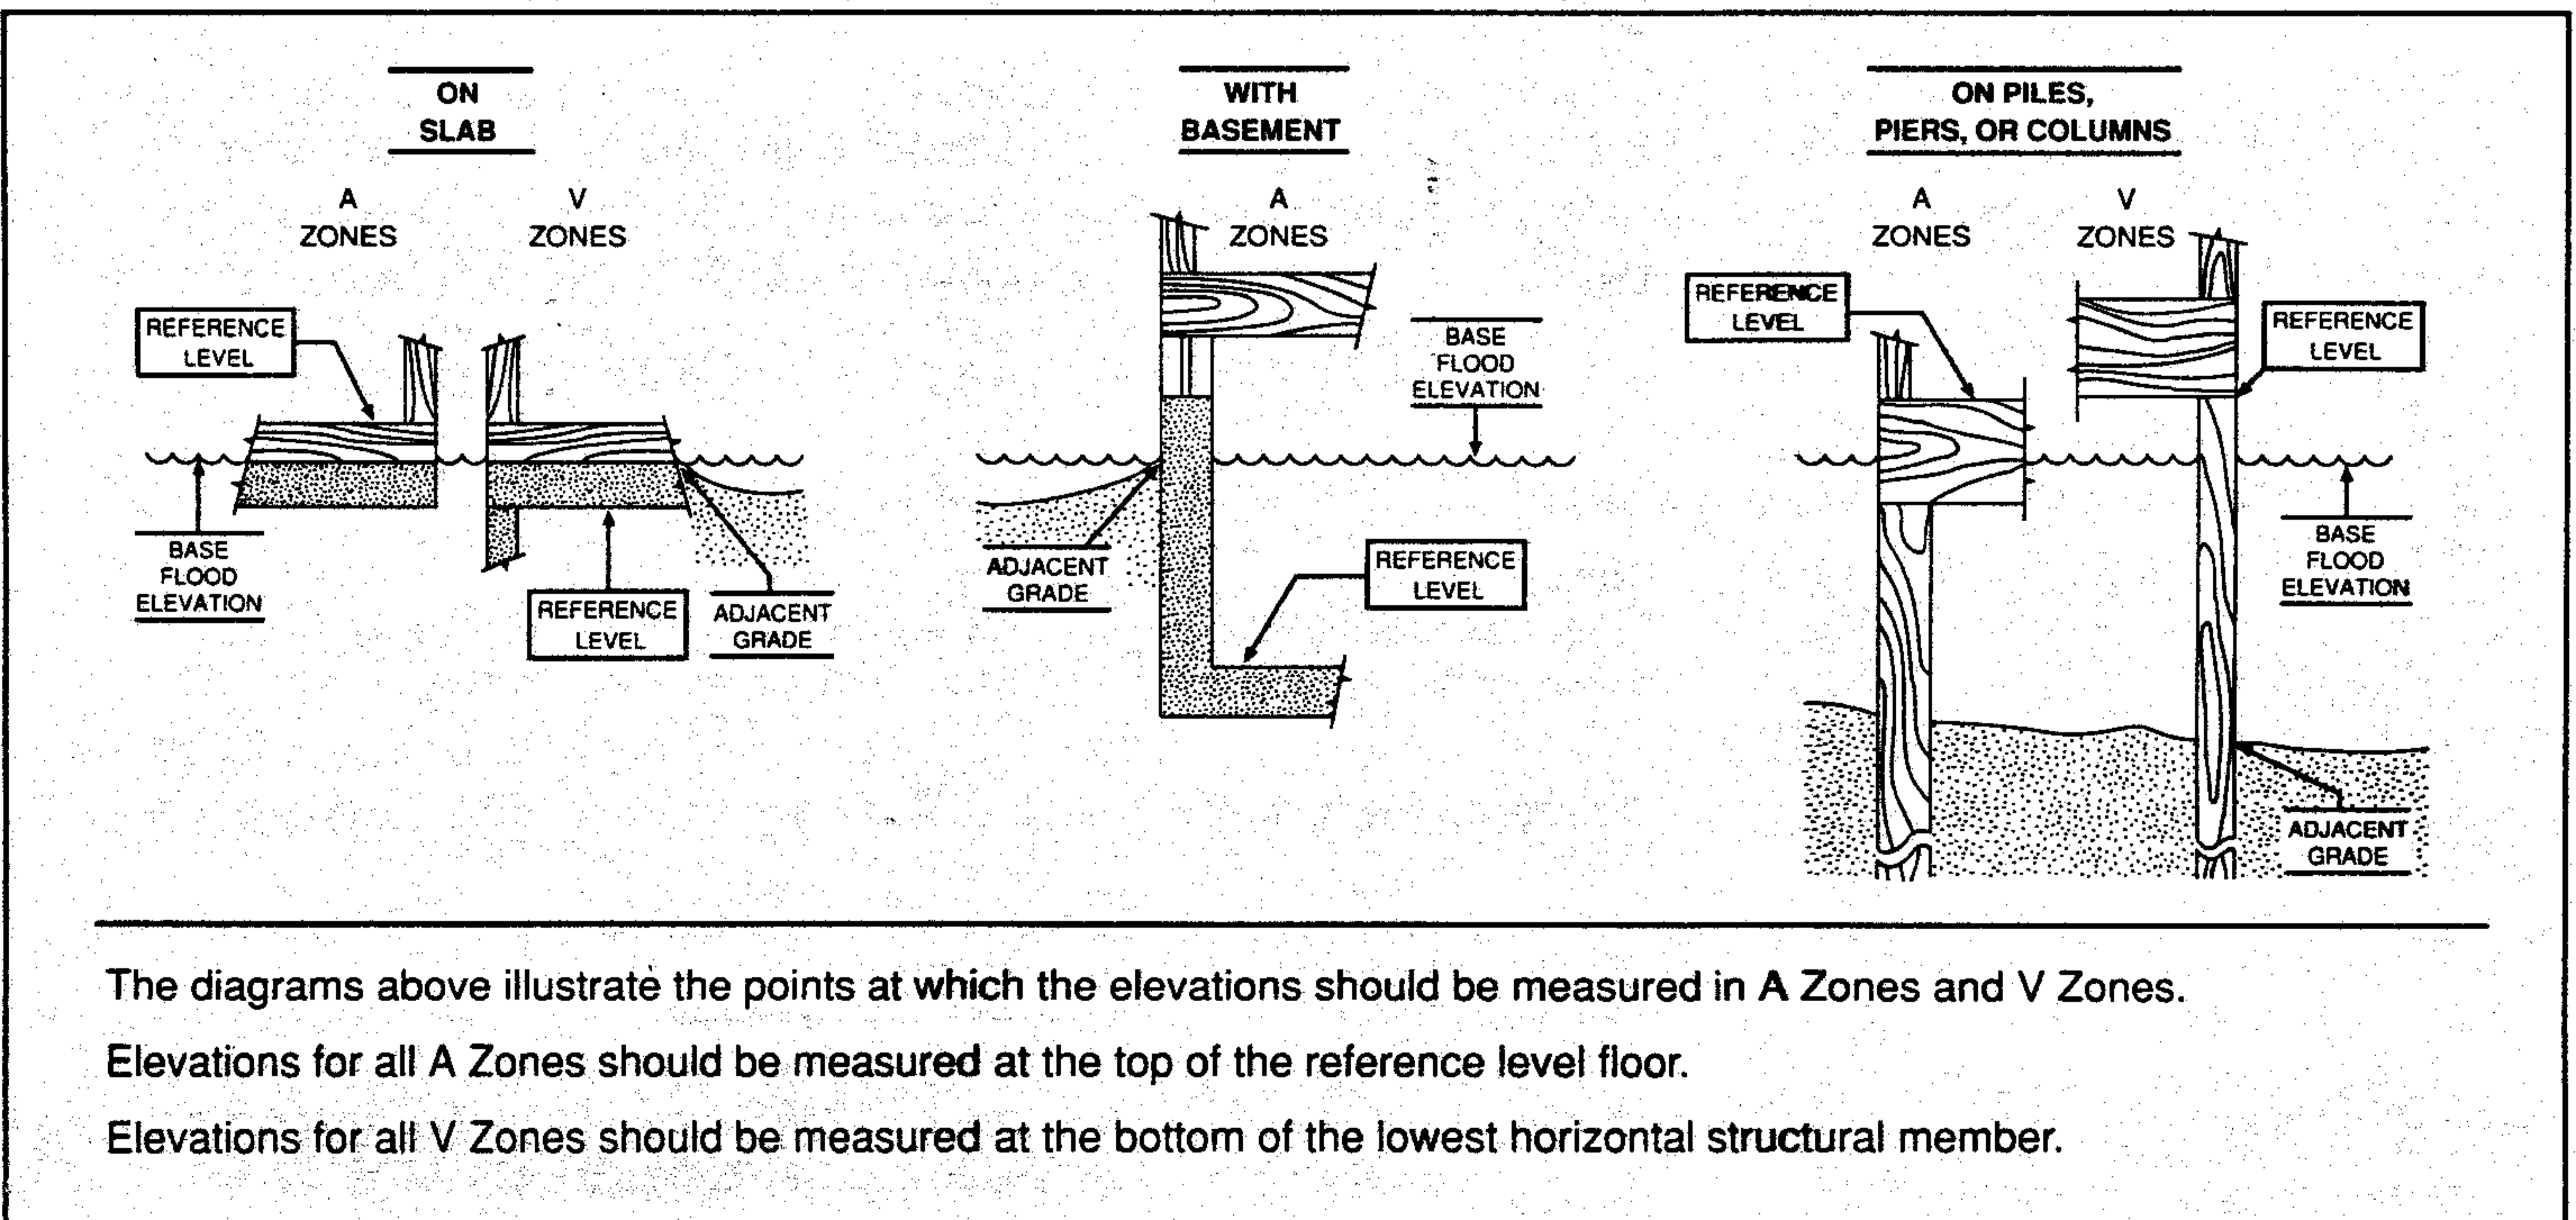 ON
SLAB
A
ZONES
V
ZONES
REFERENCE
LEVEL
BASE
FLOOD
ELEVATION
REFERENCE
LEVEL
ADJACENT
GRADE
WITH
BASEMENT
A
ZONES
BASE
FLOOD
ELEVATION
ADJACENT
GRADE
REFERENCE
LEVEL
ON PILES,
PIERS, OR COLUMNS
A
ZONES
V
ZONES
REFERENCE
LEVEL
REFERENCE
LEVEL
BASE
FLOOD
ELEVATION
ADJACENT
GRADE
The diagrams above illustrate the points at which the elevations should be measured in A Zones and V Zones.
Elevations for all A Zones should be measured at the top of the reference level floor.
Elevations for all V Zones should be measured at the bottom of the lowest horizontal structural member.